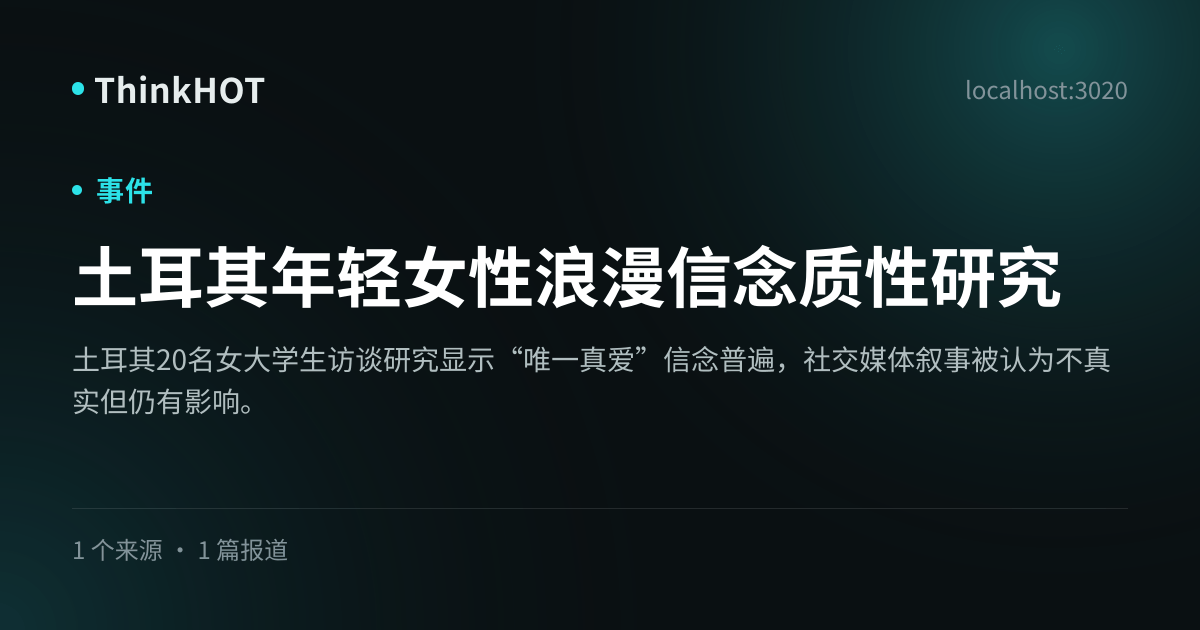 ThinkHOT
localhost:3020
事件
土耳其年轻女性浪漫信念质性研究
土耳其20名女大学生访谈研究显示“唯一真爱”信念普遍，社交媒体叙事被认为不真
实但仍有影响。
1 个来源 · 1 篇报道